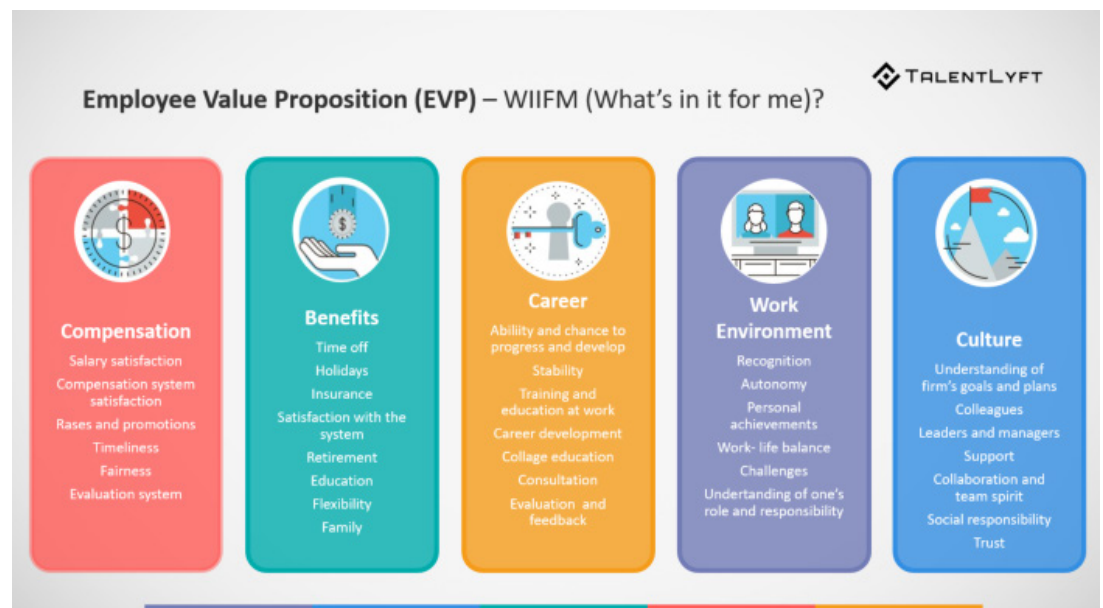 TALENTLYFT
Employee Value Proposition (EVP) – WIIFM (What's in it for me)?
$
Compensation
Salary satisfaction
Compensation system
satisfaction
Rases and promotions
Timeliness
Fairness
Evaluation system
$
Benefits
Time off
Holidays
Insurance
Satisfaction with the
system
Retirement
Education
Flexibility
Family
Career
Abiliity and chance to
progress and develop
Stability
Training and
education at work
Career development
Collage education
Consultation
Evaluation and
feedback
Work
Environment
Recognition
Autonomy
Personal
achievements
Work- life balance
Challenges
Undertanding of one's
role and responsibility
Culture
Understanding of
firm's goals and plans
Colleagues
Leaders and managers
Support
Collaboration and
team spirit
Social responsibility
Trust